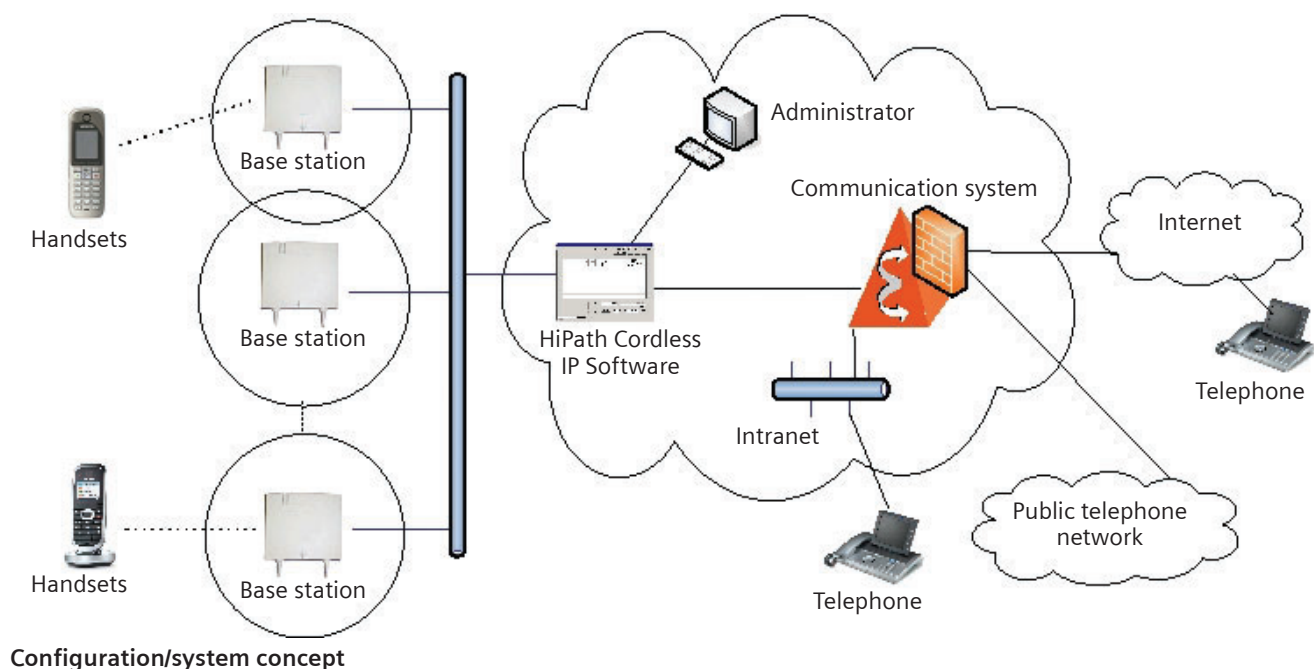 Administrator
Communication system
Base station
Internet
Handsets
Base station
HiPath Cordless
IP Software
Telephone
Intranet
Public telephone
network
Handsets
Base station
Telephone
Configuration/system concept